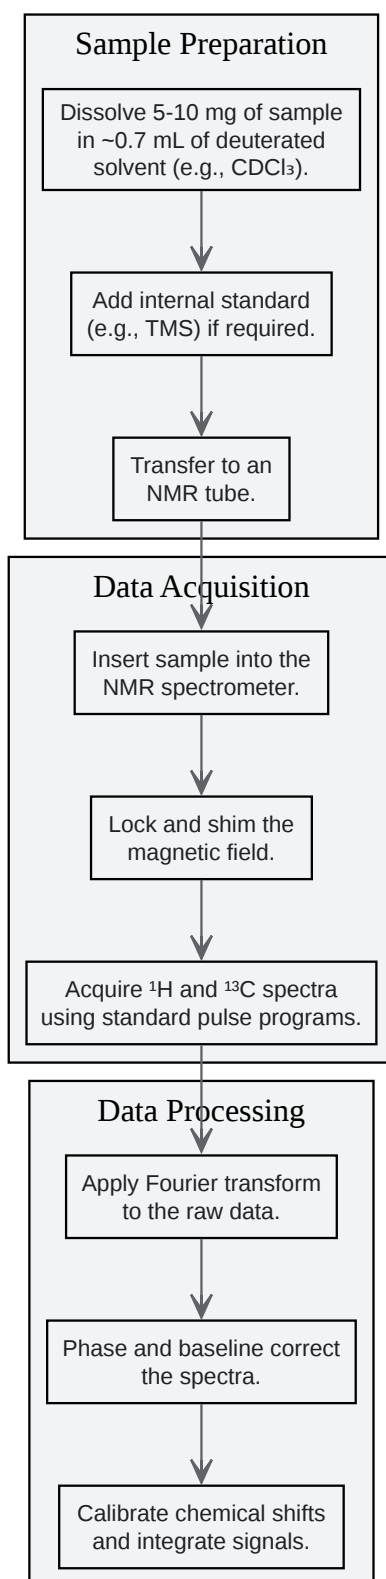 Sample Preparation
Dissolve 5-10 mg of sample
in ~0.7 mL of deuterated
solvent (e.g., CDCl₃).
Add internal standard
(e.g., TMS) if required.
Transfer to an
NMR tube.
Data Acquisition
Insert sample into the
NMR spectrometer.
Lock and shim the
magnetic field.
Acquire ¹H and ¹³C spectra
using standard pulse programs.
Data Processing
Apply Fourier transform
to the raw data.
Phase and baseline correct
the spectra.
Calibrate chemical shifts
and integrate signals.